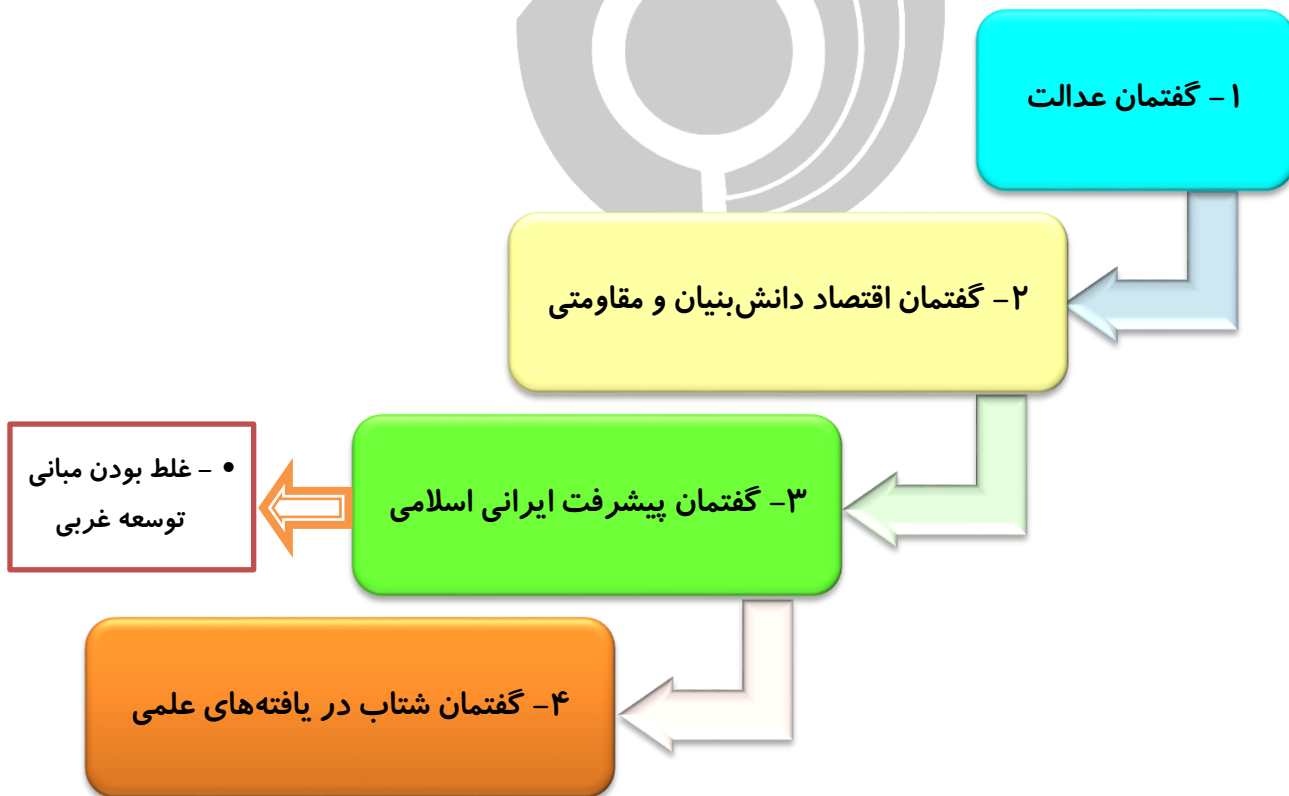 ۱- گفتمان عدالت
۲- گفتمان اقتصاد دانش‌بنیان و مقاومتی
۳- گفتمان پیشرفت ایرانی اسلامی
• - غلط بودن مبانی
توسعه غربی
۴- گفتمان شتاب در یافته‌های علمی